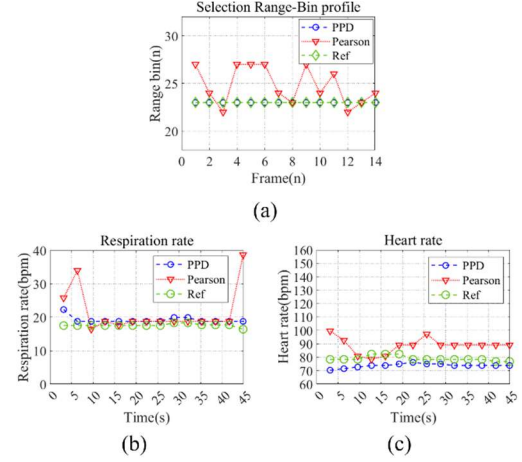 Selection Range-Bin profile
Range bin(n)
30
25
20
PPD
Pearson
Ref
0 2 4 6 8 10 12 14
Frame(n)
(a)
Respiration rate
Respiration rate(bpm)
40
30
20
10
0
PPD
Pearson
Ref
0 5 10 15 20 25 30 35 40 45
Time(s)
(b)
Heart rate
Heart rate(bpm)
160
150
140
130
120
110
100
90
80
70
60
PPD
Pearson
Ref
0 5 10 15 20 25 30 35 40 45
Time(s)
(c)